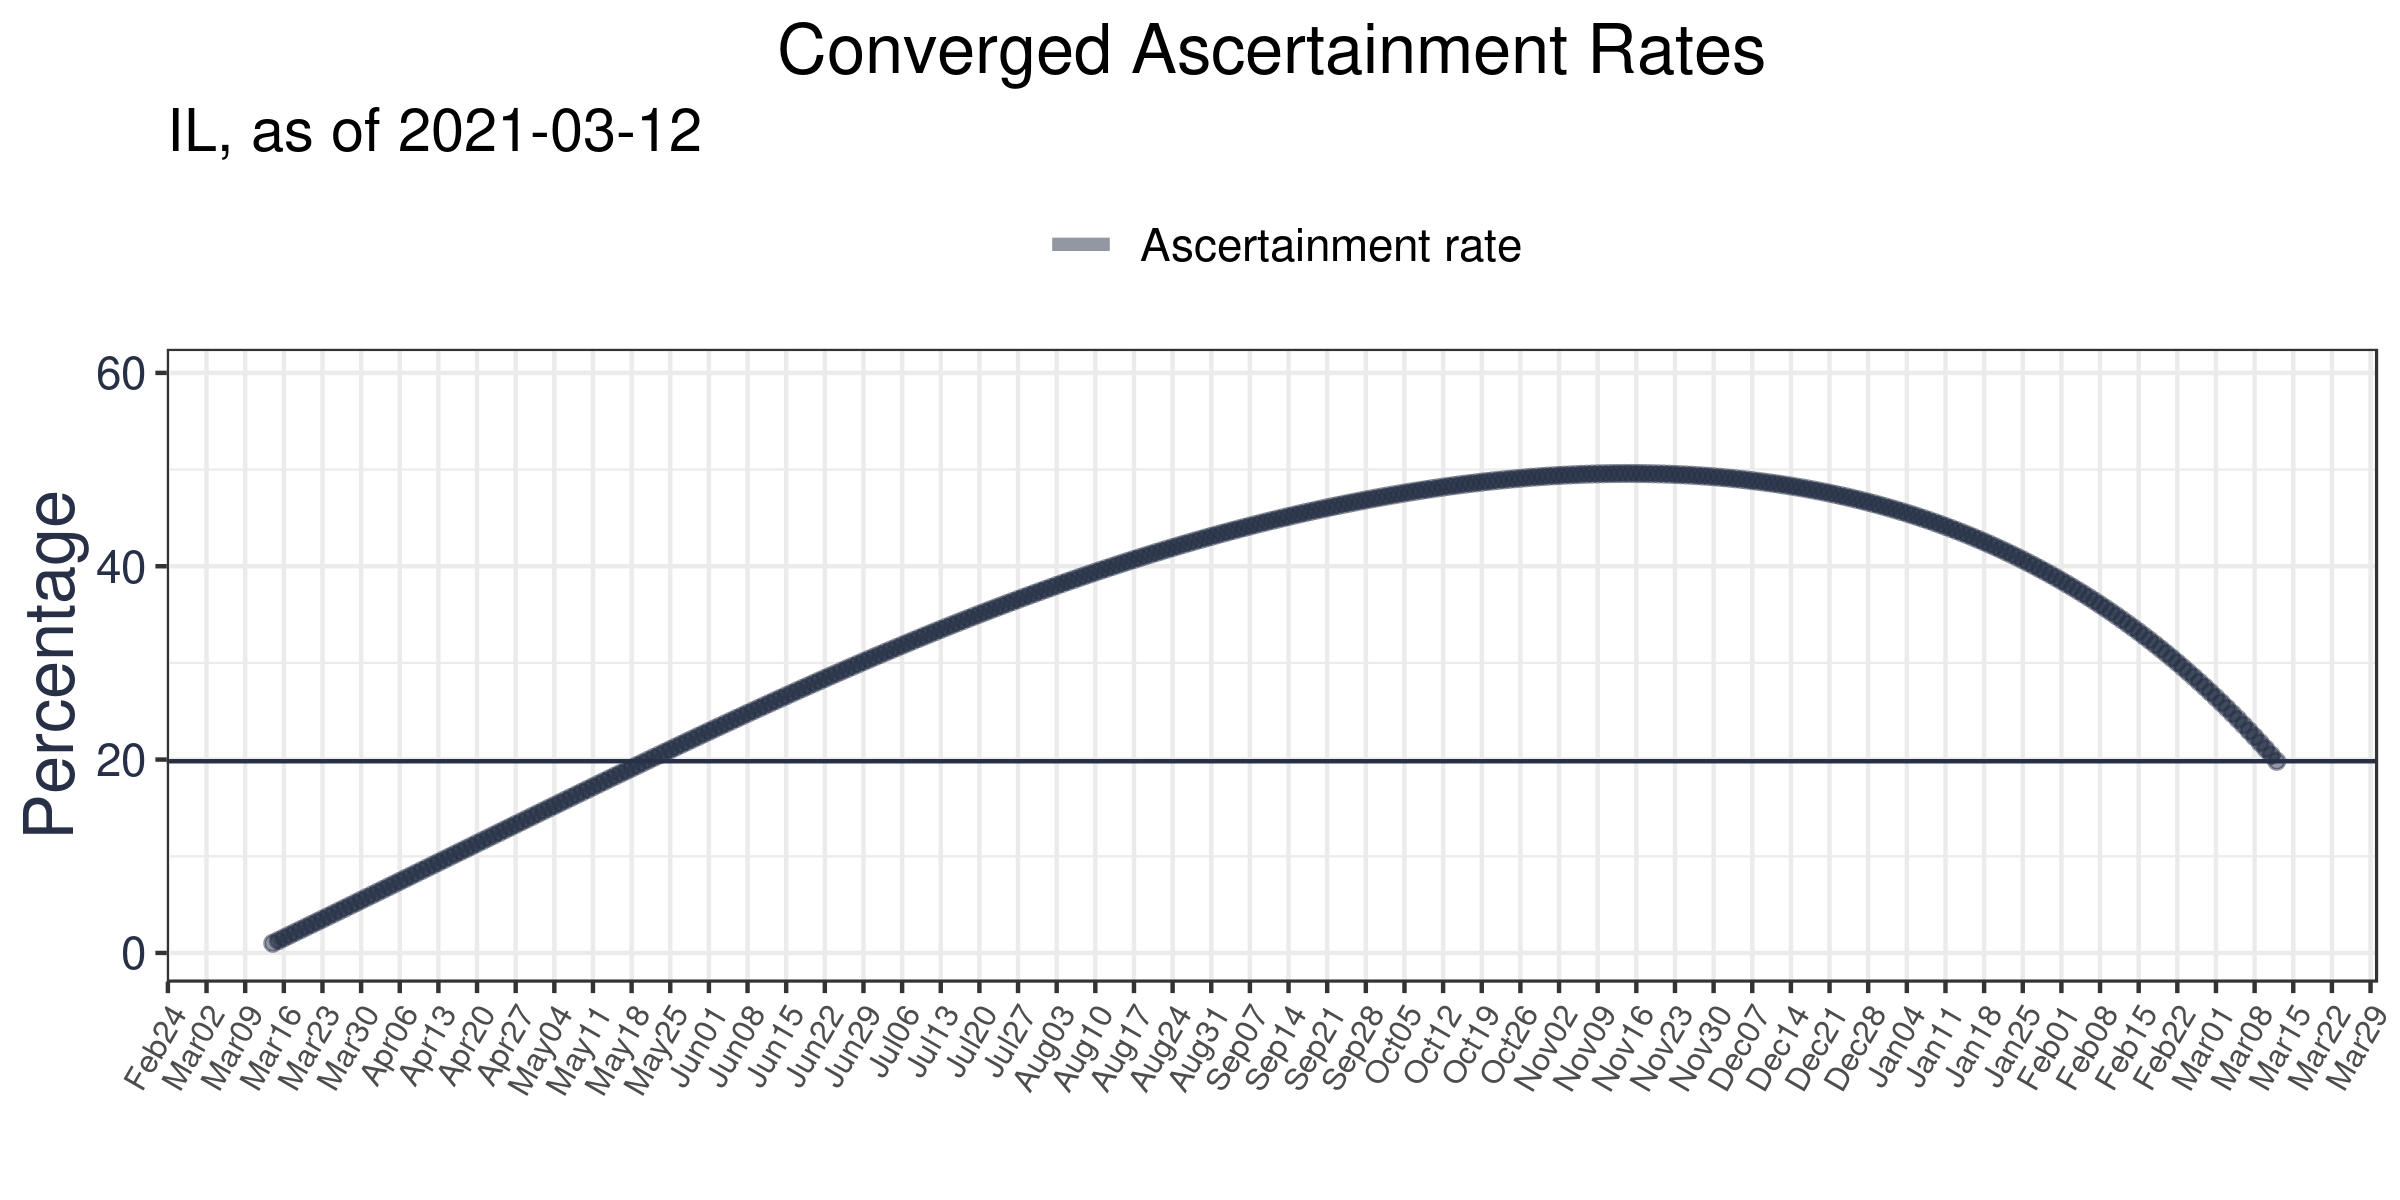 Converged Ascertainment Rates
IL, as of 2021-03-12
Ascertainment rate
Percentage
60
40
20
0
Feb24
Mar02
Mar09
Mar16
Mar23
Mar30
Apr06
Apr13
Apr20
Apr27
May04
May11
May18
May25
Jun01
Jun08
Jun15
Jun22
Jun29
Jul06
Jul13
Jul20
Jul27
Aug03
Aug10
Aug17
Aug24
Aug31
Sep07
Sep14
Sep21
Sep28
Oct05
Oct12
Oct19
Oct26
Nov02
Nov09
Nov16
Nov23
Nov30
Dec07
Dec14
Dec21
Dec28
Jan04
Jan11
Jan18
Jan25
Feb01
Feb08
Feb15
Feb22
Mar01
Mar08
Mar15
Mar22
Mar29